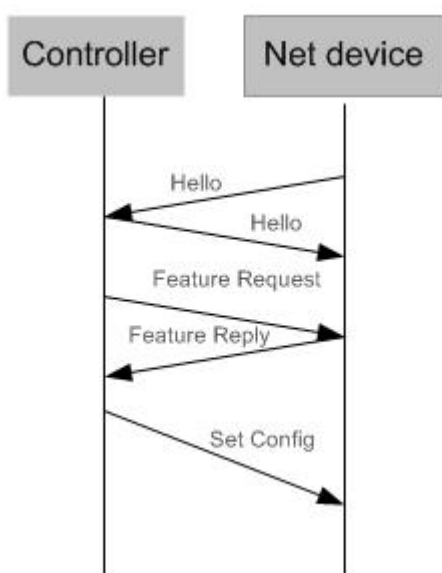 Controller
Net device
Hello
Hello
Feature Request
Feature Reply
Set Config